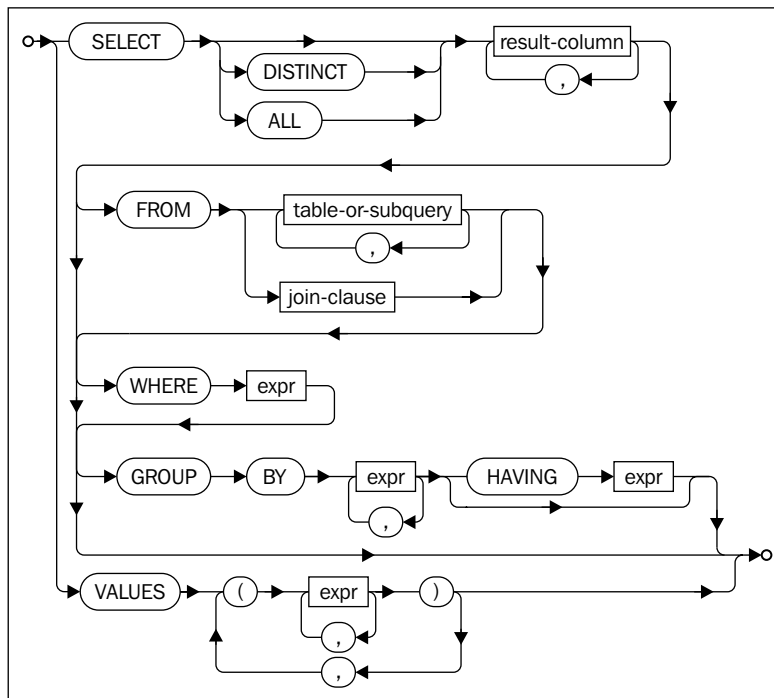 SELECT result-column
DISTINCT ,
ALL
FROM table-or-subquery
,
join-clause
WHERE expr
GROUP BY expr HAVING expr
,
VALUES ( expr )
,
,